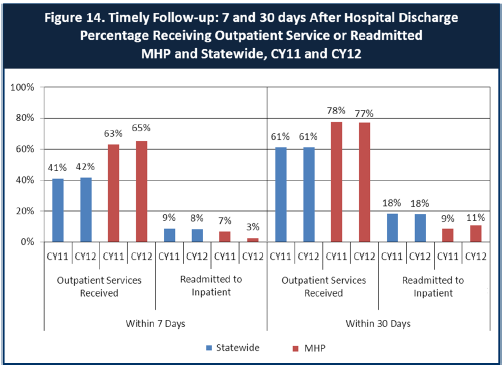 Figure 14. Timely Follow-up: 7 and 30 days After Hospital Discharge
Percentage Receiving Outpatient Service or Readmitted
MHP and Statewide, CY11 and CY12
100%
80%
60%
40%
20%
0%
41%
42%
63%
65%
9%
8%
7%
3%
61%
61%
78%
77%
18%
18%
9%
11%
CY11 CY12 CY11 CY12 CY11 CY12 CY11 CY12 CY11 CY12 CY11 CY12 CY11 CY12 CY11 CY12
Outpatient Services Readmitted to Outpatient Services Readmitted to
Received Inpatient Received Inpatient
Within 7 Days Within 30 Days
Statewide MHP